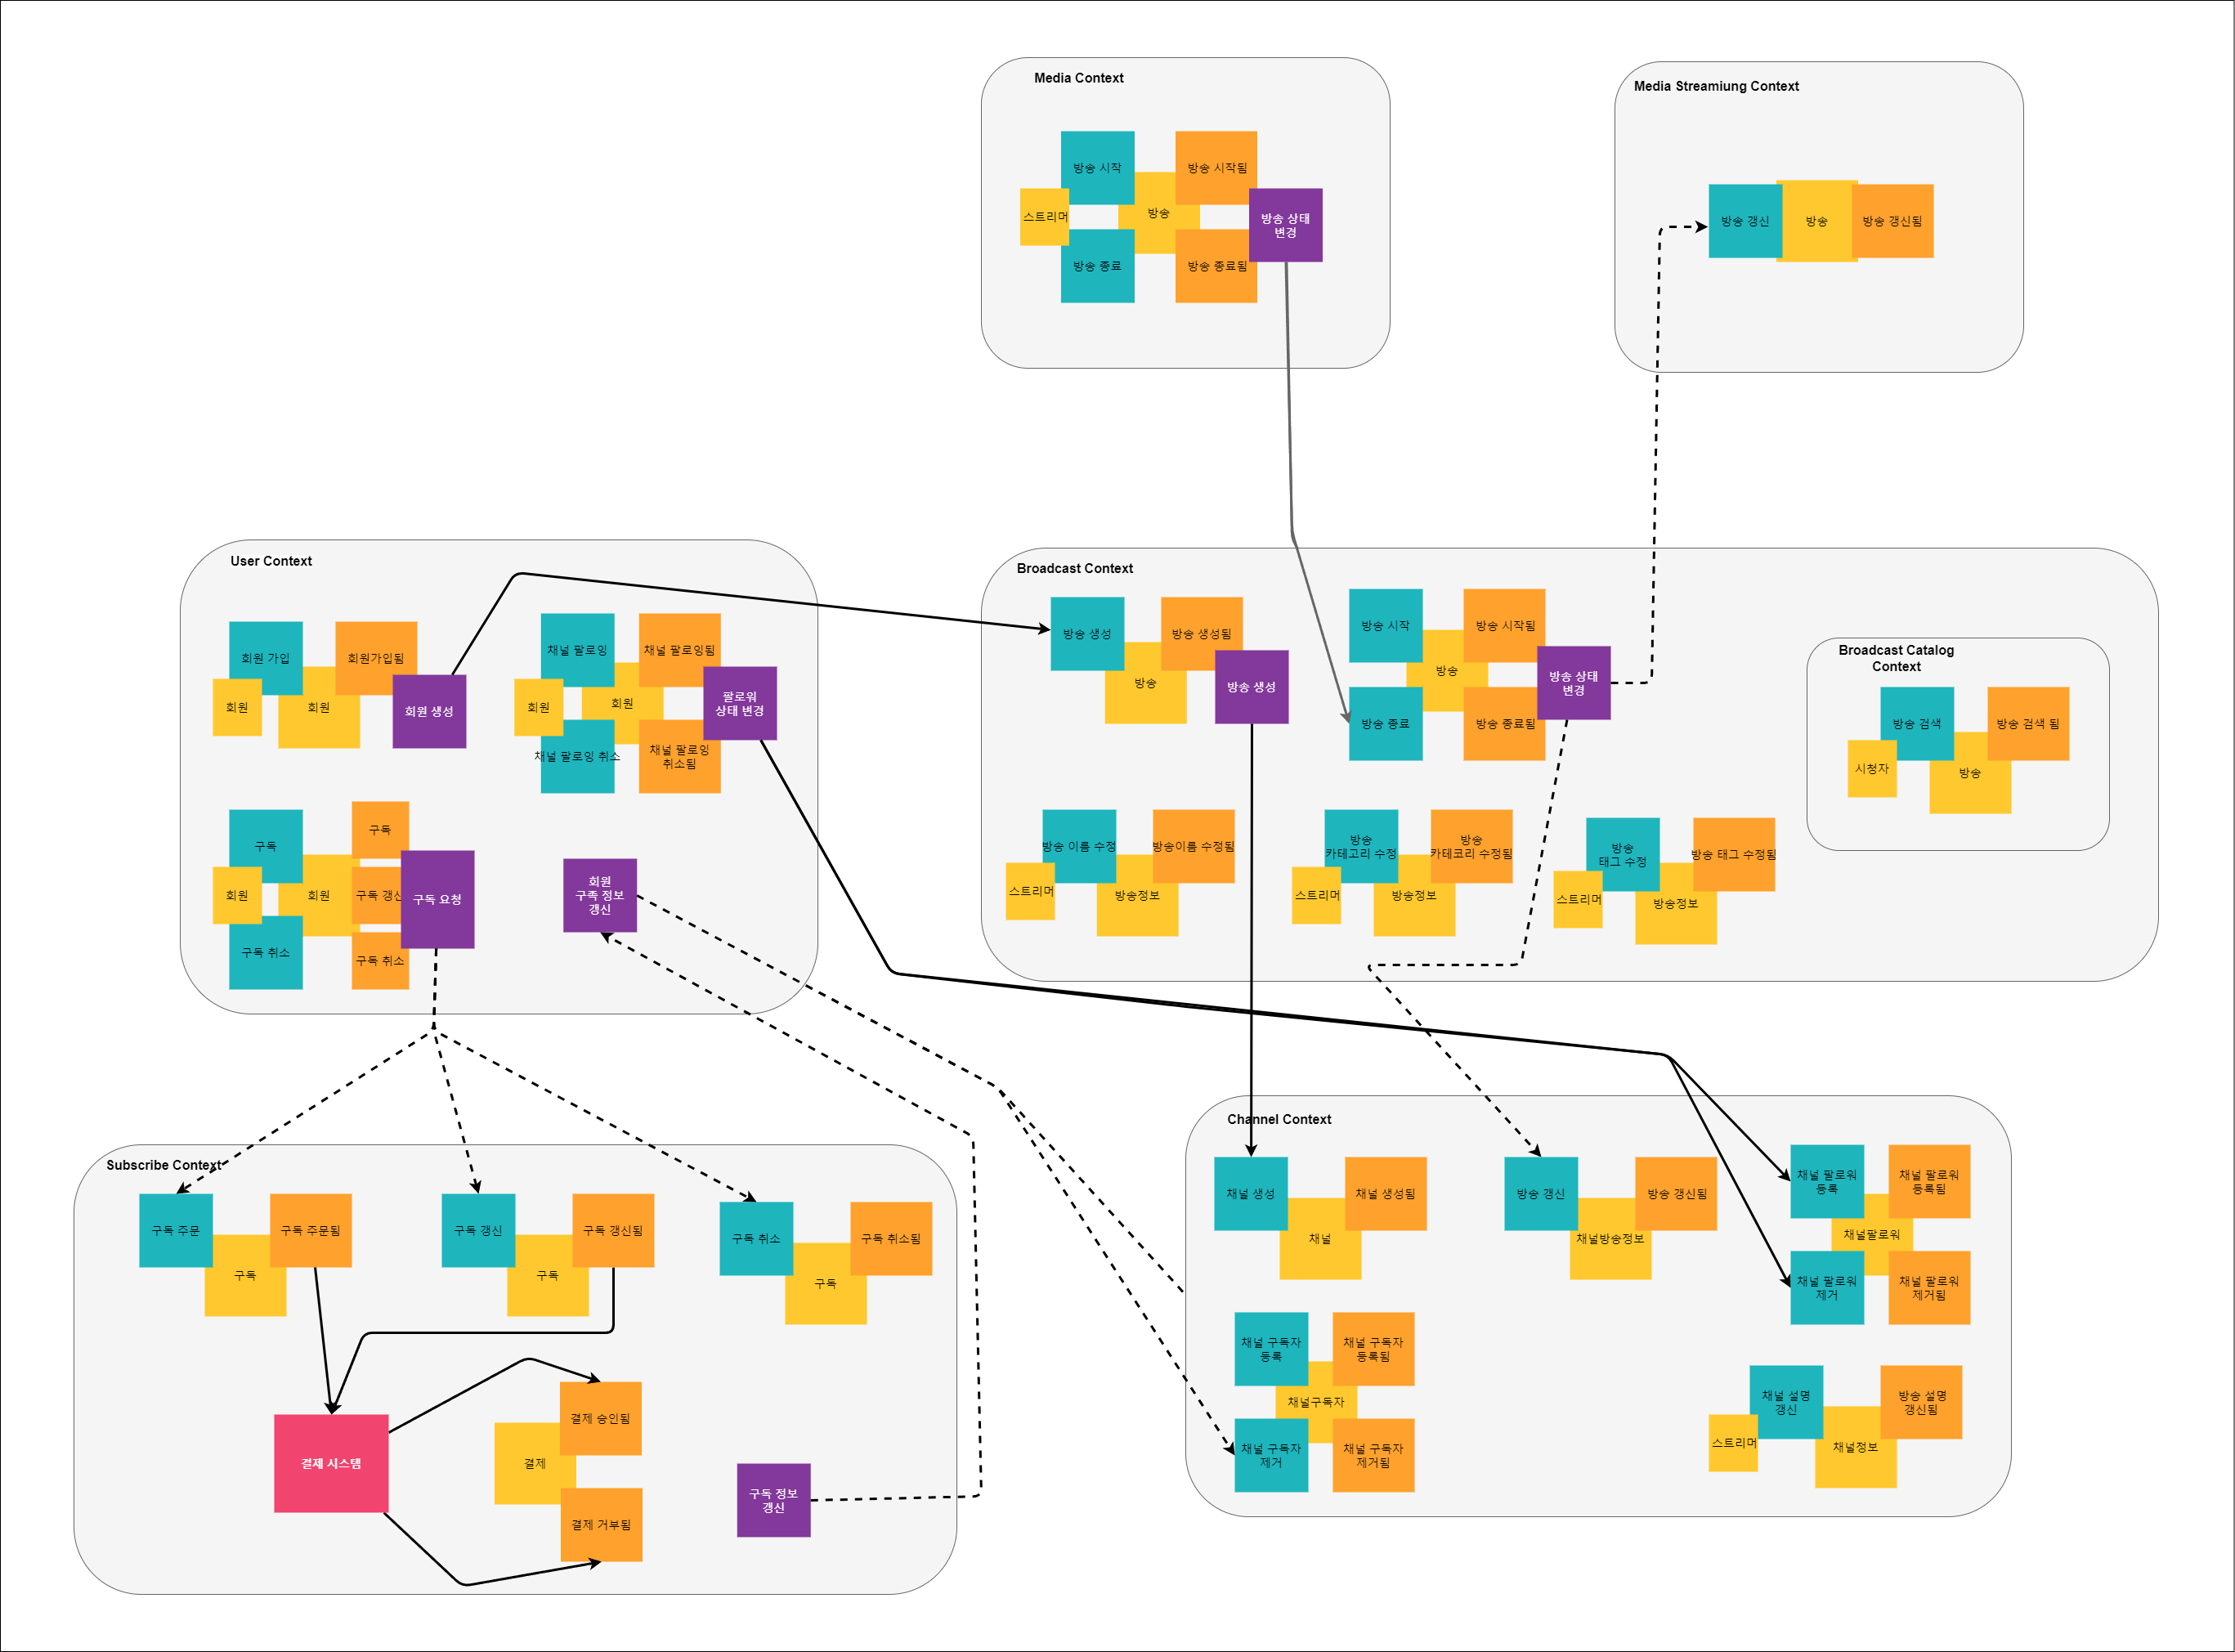 Media Context
방송 시작
방송 시작됨
스트리머
방송
방송 상태
변경
방송 종료
방송 종료됨
Media Streamiung Context
방송 갱신
방송
방송 갱신됨
User Context
회원 가입
회원가입됨
회원
회원
회원 생성
채널 팔로잉
채널 팔로잉됨
회원
회원
팔로워
상태 변경
채널 팔로잉 취소
채널 팔로잉
취소됨
구독
구독
회원
회원
구독 갱신
구독 요청
구독 취소
구독 취소
회원
구족 정보
갱신
Broadcast Context
방송 생성
방송 생성됨
방송
방송 생성
방송 시작
방송 시작됨
방송
방송 상태
변경
방송 종료
방송 종료됨
Broadcast Catalog
Context
방송 검색
방송 검색 됨
시청자
방송
방송 이름 수정
방송이름 수정됨
스트리머
방송정보
방송
카테고리 수정
방송
카테코리 수정됨
스트리머
방송정보
방송
태그 수정
방송 태그 수정됨
스트리머
방송정보
Subscribe Context
구독 주문
구독 주문됨
구독
구독 갱신
구독 갱신됨
구독
구독 취소
구독 취소됨
구독
결제 시스템
결제 승인됨
결제
결제 거부됨
구독 정보
갱신
Channel Context
채널 생성
채널 생성됨
채널
방송 갱신
방송 갱신됨
채널방송정보
채널 팔로워
등록
채널 팔로워
등록됨
채널팔로워
채널 팔로워
제거
채널 팔로워
제거됨
채널 구독자
등록
채널 구독자
등록됨
채널구독자
채널 구독자
제거
채널 구독자
제거됨
채널 설명
갱신
방송 설명
갱신됨
스트리머
채널정보